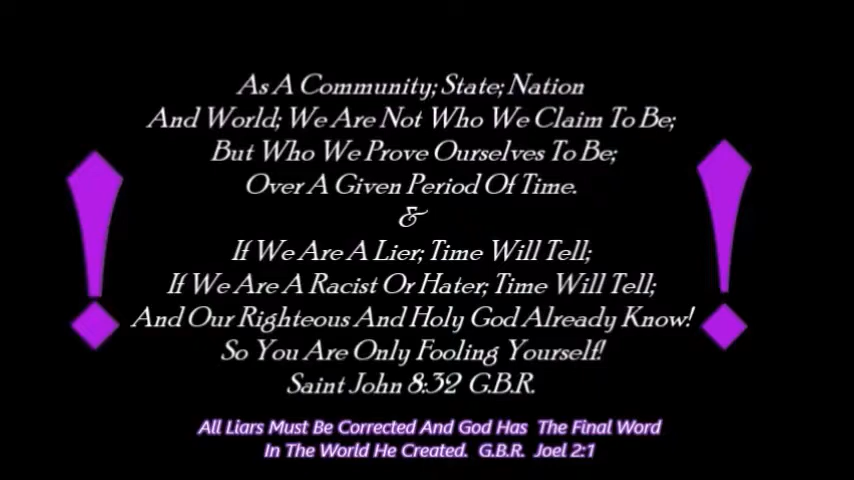 As A Community; State; Nation
And World; We Are Not Who We Claim To Be;
But Who We Prove Ourselves To Be;
Over A Given Period Of Time.
&
If We Are A Lier; Time Will Tell;
If We Are A Racist Or Hater; Time Will Tell;
And Our Righteous And Holy God Already Know!
So You Are Only Fooling Yourself!
Saint John 8:32 G.B.R.
All Liars Must Be Corrected And God Has The Final Word
In The World He Created. G.B.R. Joel 2:1